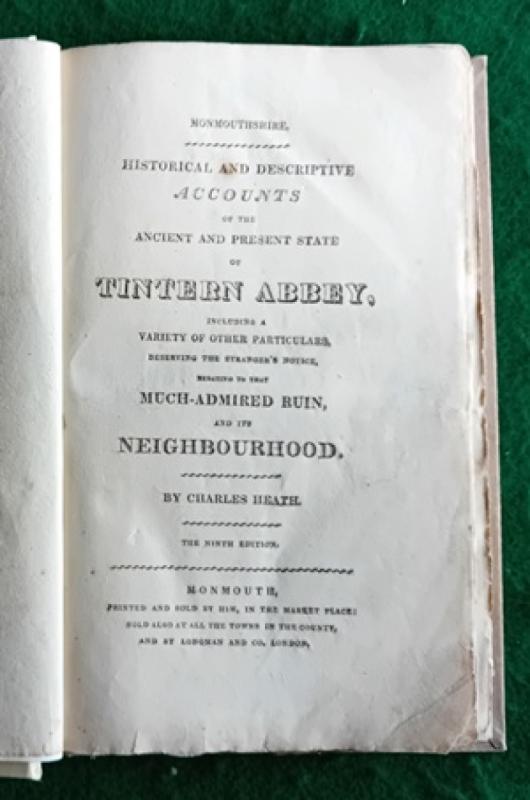 MONMOUTHSHIRE,
HISTORICAL AND DESCRIPTIVE
ACCOUNTS
OF THE
ANCIENT AND PRESENT STATE
OF
TINTERN ABBEY,
INCLUDING A
VARIETY OF OTHER PARTICULARS,
DESERVING THE STRANGER'S NOTICE,
RELATING TO THAT
MUCH-ADMIRED RUIN,
AND ITS
NEIGHBOURHOOD.
BY CHARLES HEATH.
THE NINTH EDITION.
MONMOUTH,
PRINTED AND SOLD BY HIM, IN THE MARKET PLACE;
SOLD ALSO AT ALL THE TOWNS IN THE COUNTY,
AND BY LONGMAN AND CO. LONDON,